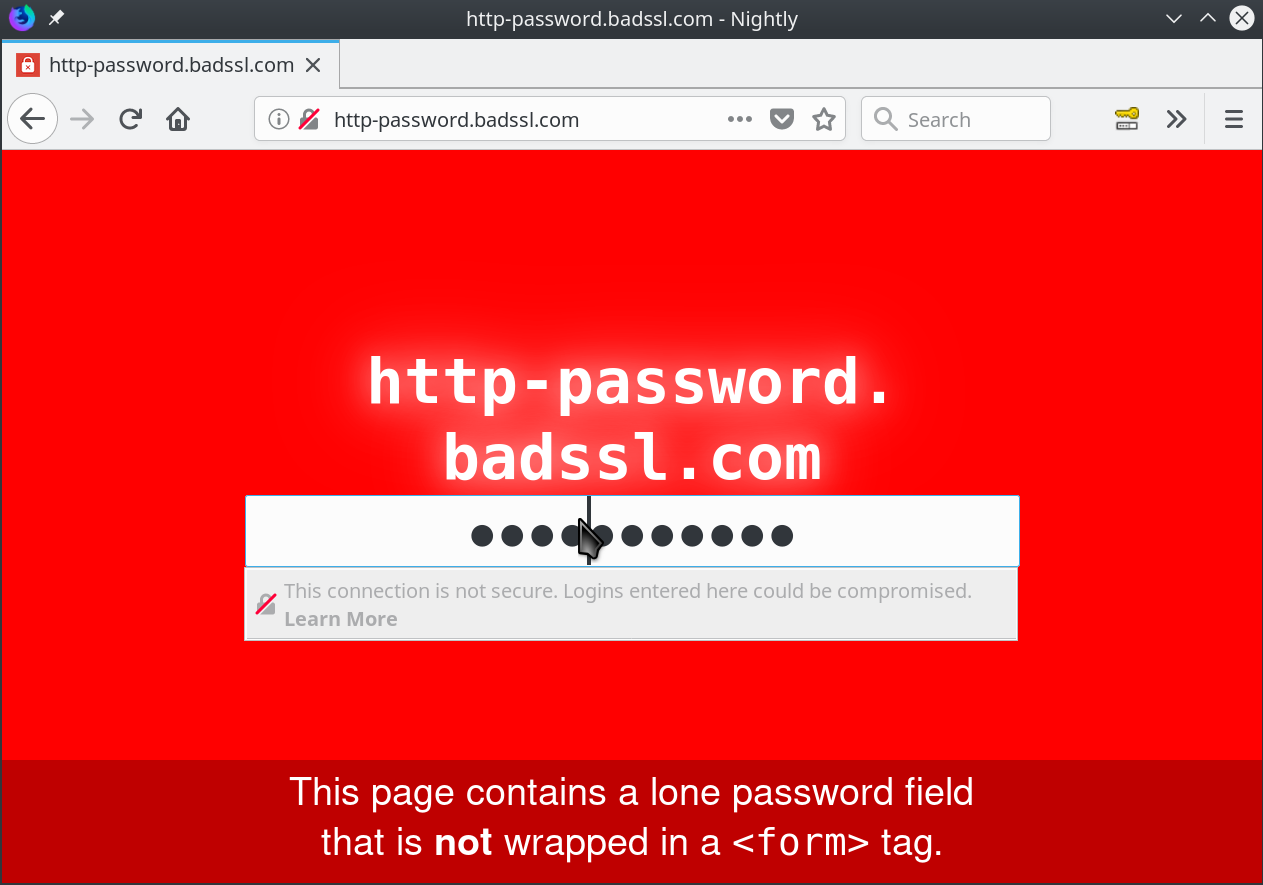 http-password.badssl.com - Nightly
http-password.badssl.com
http-password.badssl.com
Search
http-password.
badssl.com
This connection is not secure. Logins entered here could be compromised.
Learn More
This page contains a lone password field
that is not wrapped in a <form> tag.